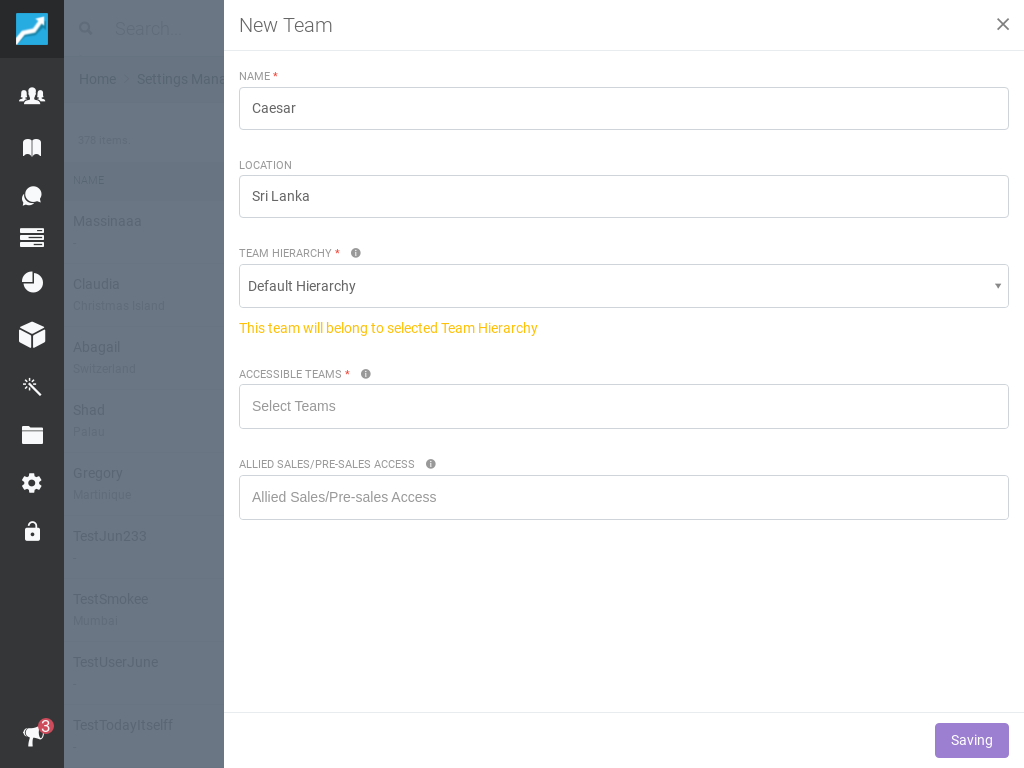 New Team
Search..
Home > Settings Mana
378 items
NAME
Massinaaa
Claudia
Christmas Island
Abagail
Switzerland
Shad
Palau
Gregory
Martinique
TestJun233
TestSmokee
Mumbai
TestUserJune
TestTodayItselff
3
NAME *
Caesar
LOCATION
Sri Lanka
TEAM HIERARCHY *
Default Hierarchy
This team will belong to selected Team Hierarchy
ACCESSIBLE TEAMS *
Select Teams
ALLIED SALES/PRE-SALES ACCESS
Allied Sales/Pre-sales Access
Saving